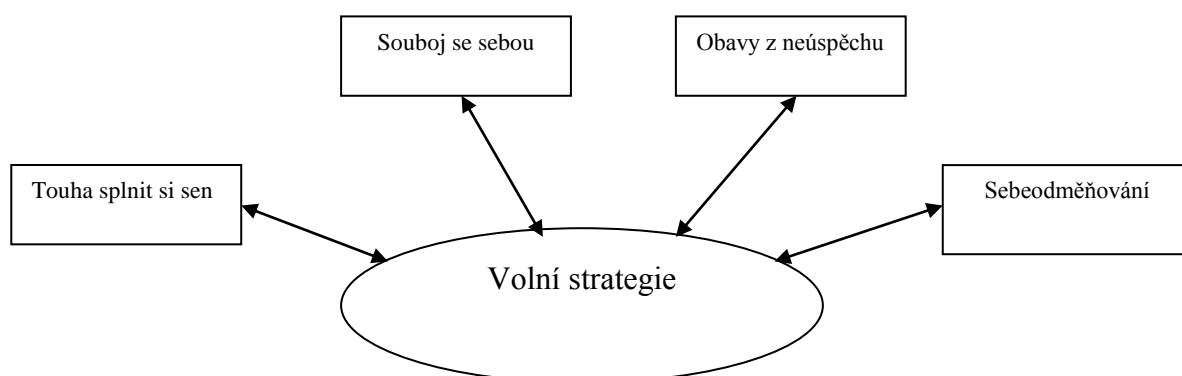 Souboj se sebou
Obavy z neúspěchu
Touha splnit si sen
Sebeodměňování
Volní strategie